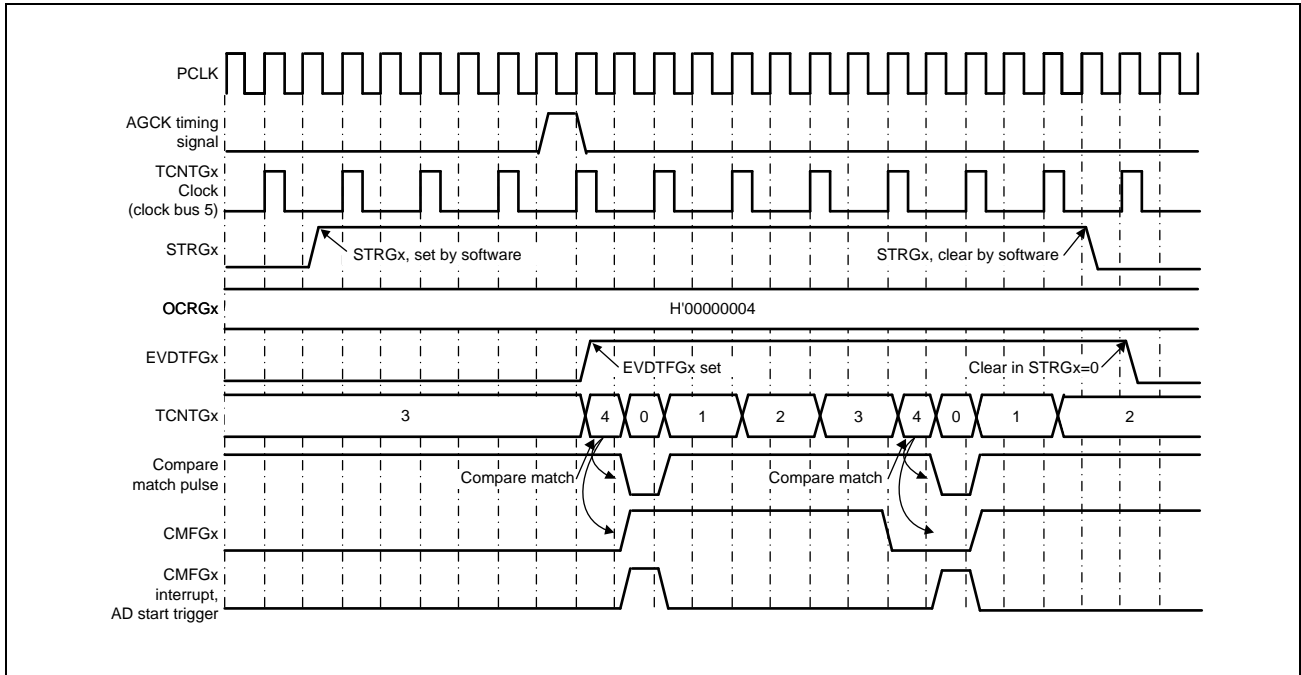 PCLK
AGCK timing
signal
TCNTGx
Clock
(clock bus 5)
STRGx
STRGx, set by software
STRGx, clear by software
OCRGx
H'00000004
EVDTFGx
EVDTFGx set
Clear in STRGx=0
TCNTGx
3
4
0
1
2
3
4
0
1
2
Compare
match pulse
Compare match
Compare match
CMFGx
CMFGx
interrupt,
AD start trigger